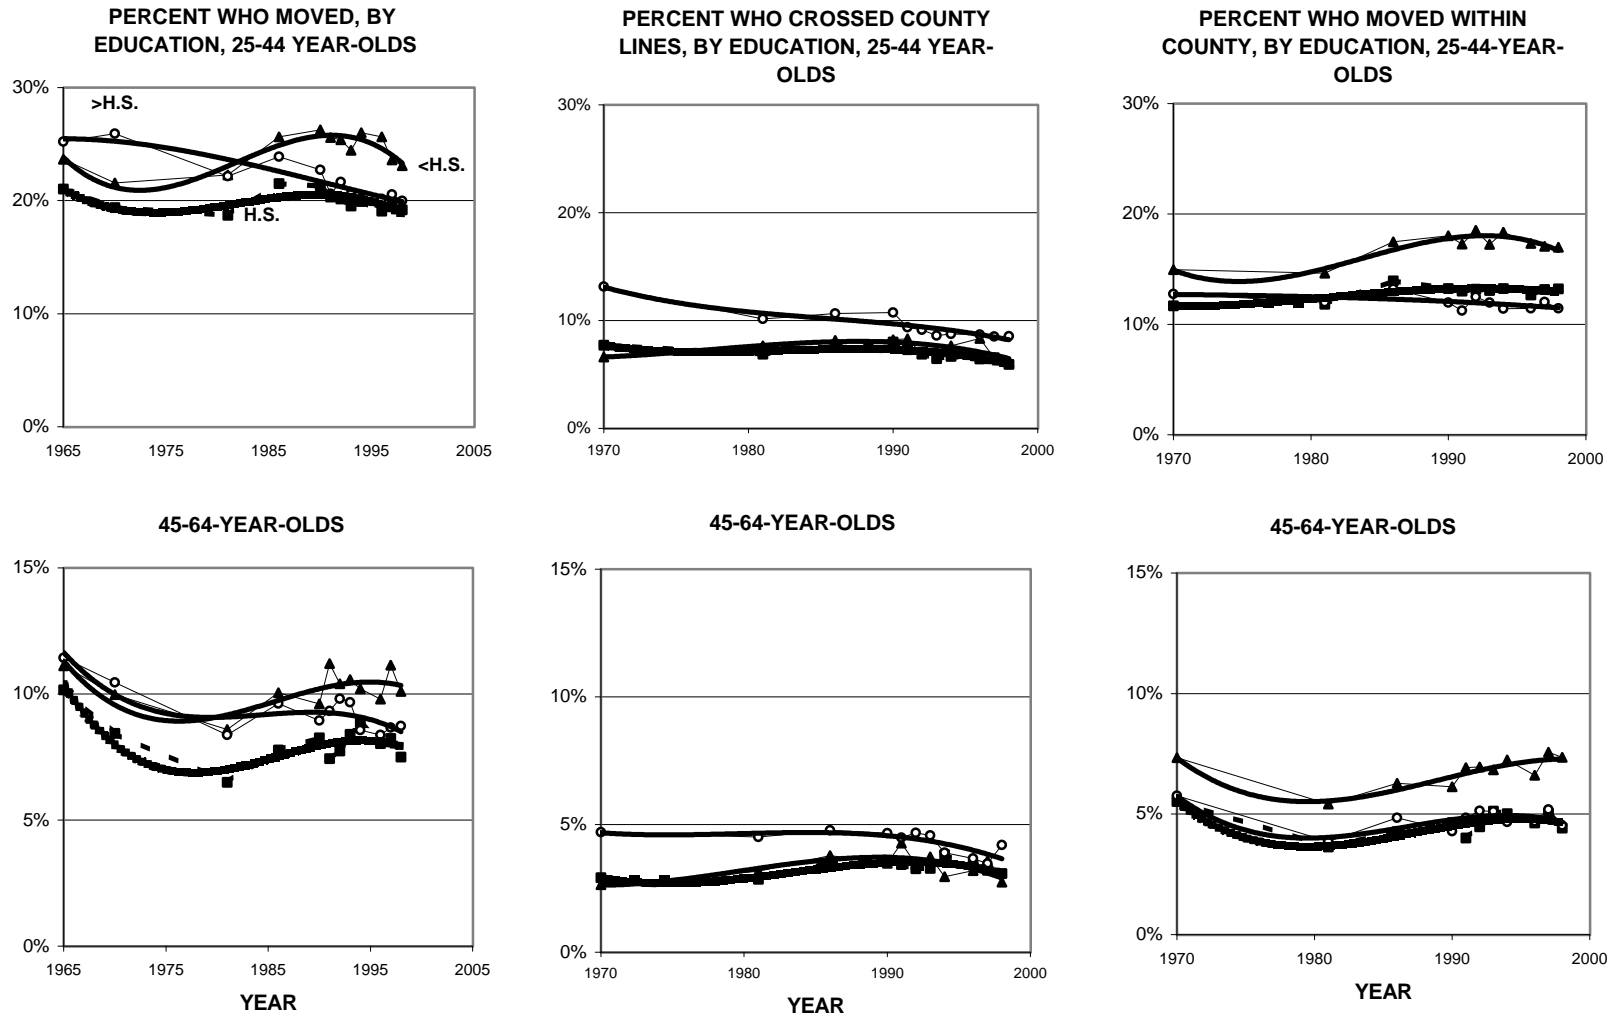 PERCENT WHO MOVED, BY
EDUCATION, 25-44 YEAR-OLDS
30%
20%
10%
0%
>H.S.
<H.S.
H.S.
1965
1975
1985
1995
2005
PERCENT WHO CROSSED COUNTY
LINES, BY EDUCATION, 25-44 YEAR-
OLDS
30%
20%
10%
0%
1970
1980
1990
2000
PERCENT WHO MOVED WITHIN
COUNTY, BY EDUCATION, 25-44-YEAR-
OLDS
30%
20%
10%
0%
1970
1980
1990
2000
45-64-YEAR-OLDS
15%
10%
5%
0%
1965
1975
1985
1995
2005
YEAR
45-64-YEAR-OLDS
15%
10%
5%
0%
1970
1980
1990
2000
YEAR
45-64-YEAR-OLDS
15%
10%
5%
0%
1970
1980
1990
2000
YEAR